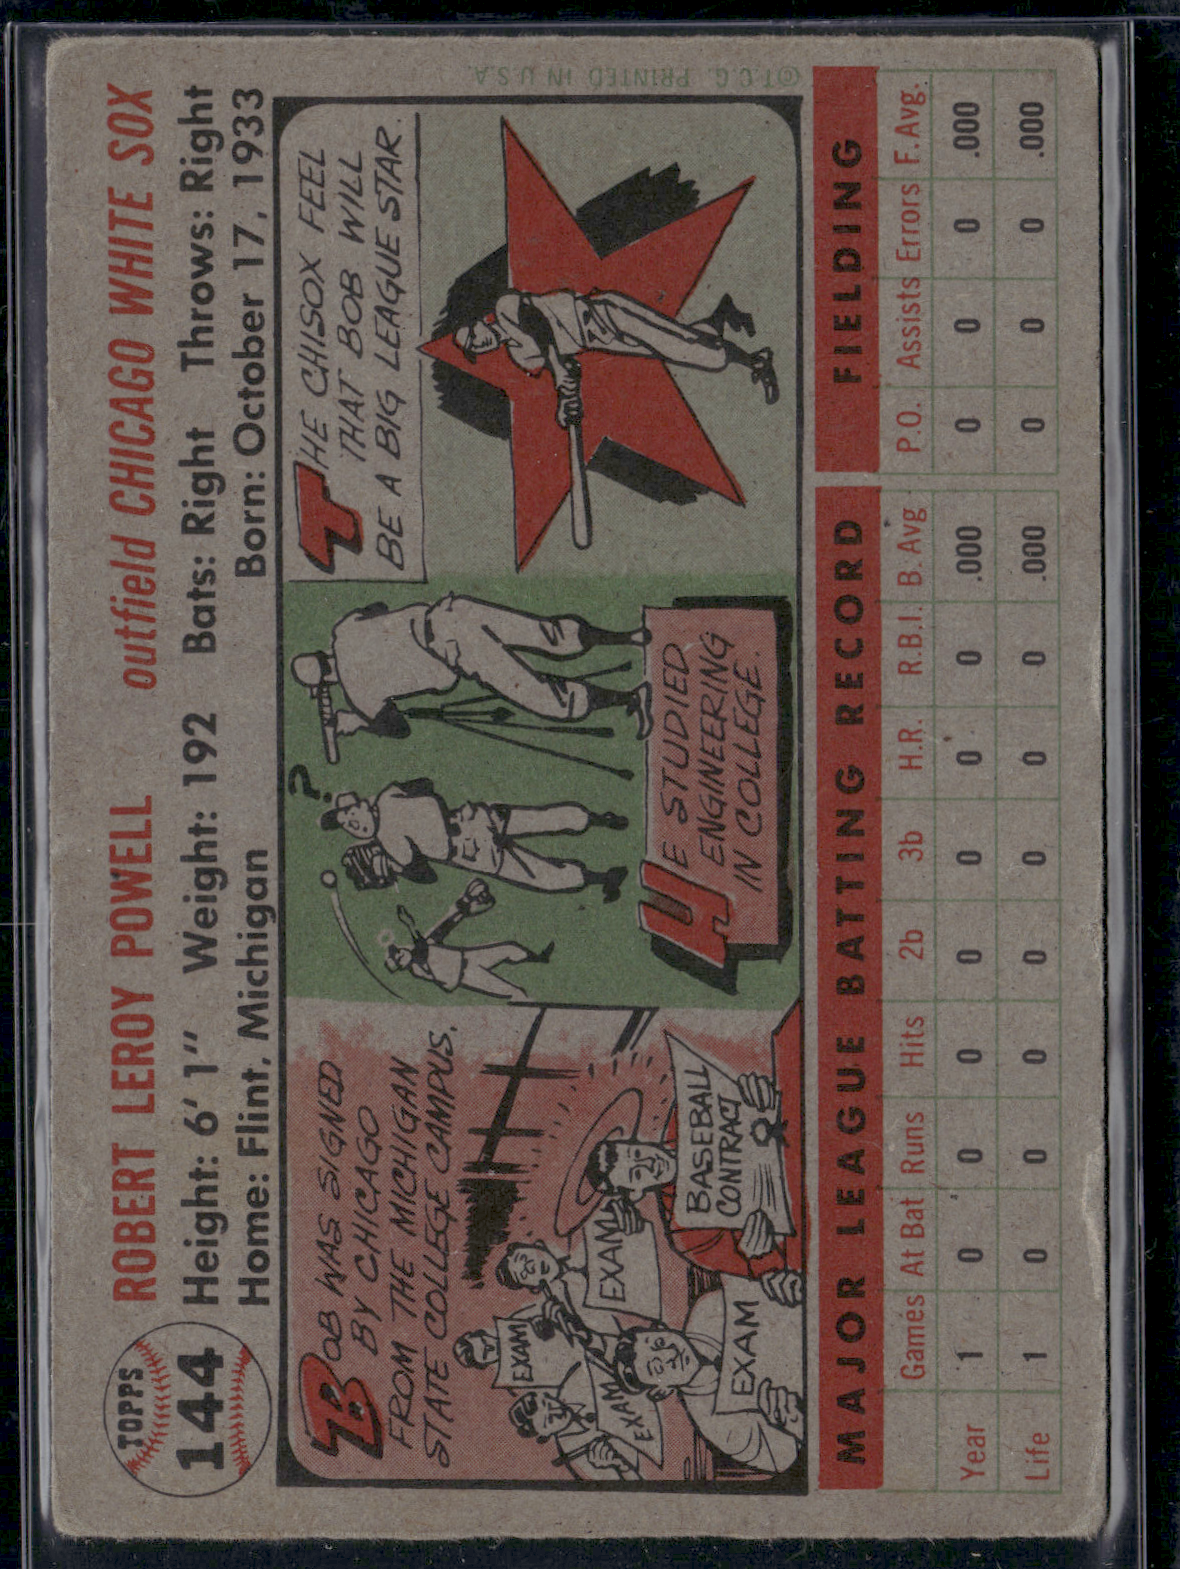 TOPPS
144
ROBERT LEROY POWELL outfield CHICAGO WHITE SOX
Height: 6' 1" Weight: 192 Bats: Right Throws: Right
Home: Flint, Michigan Born: October 17, 1933
BOB WAS SIGNED
BY CHICAGO
FROM THE MICHIGAN
STATE COLLEGE CAMPUS.
EXAM
EXAM
EXAM
EXAM
BASEBALL
CONTRACT
?
HE STUDIED
ENGINEERING
IN COLLEGE.
THE CHISOX FEEL
THAT BOB WILL
BE A BIG LEAGUE STAR.
©T.C.G. PRINTED IN U.S.A.
MAJOR LEAGUE BATTING RECORD FIELDING
Games At Bat Runs Hits 2b 3b H.R. R.B.I. B. Avg. P.O. Assists Errors F. Avg.
Year 1 0 0 0 0 0 0 0 .000 0 0 0 .000
Life 1 0 0 0 0 0 0 0 .000 0 0 0 .000